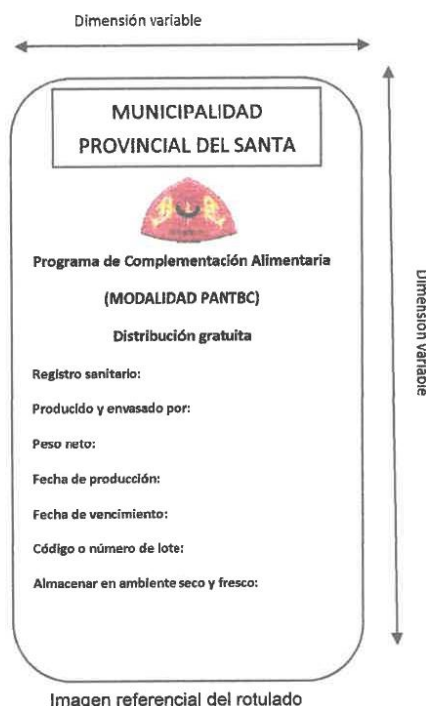 Dimensión variable
MUNICIPALIDAD
PROVINCIAL DEL SANTA
Programa de Complementación Alimentaria
(MODALIDAD PANTBC)
Distribución gratuita
Registro sanitario:
Producido y envasado por:
Peso neto:
Fecha de producción:
Fecha de vencimiento:
Código o número de lote:
Almacenar en ambiente seco y fresco:
Dimensión variable
Imagen referencial del rotulado